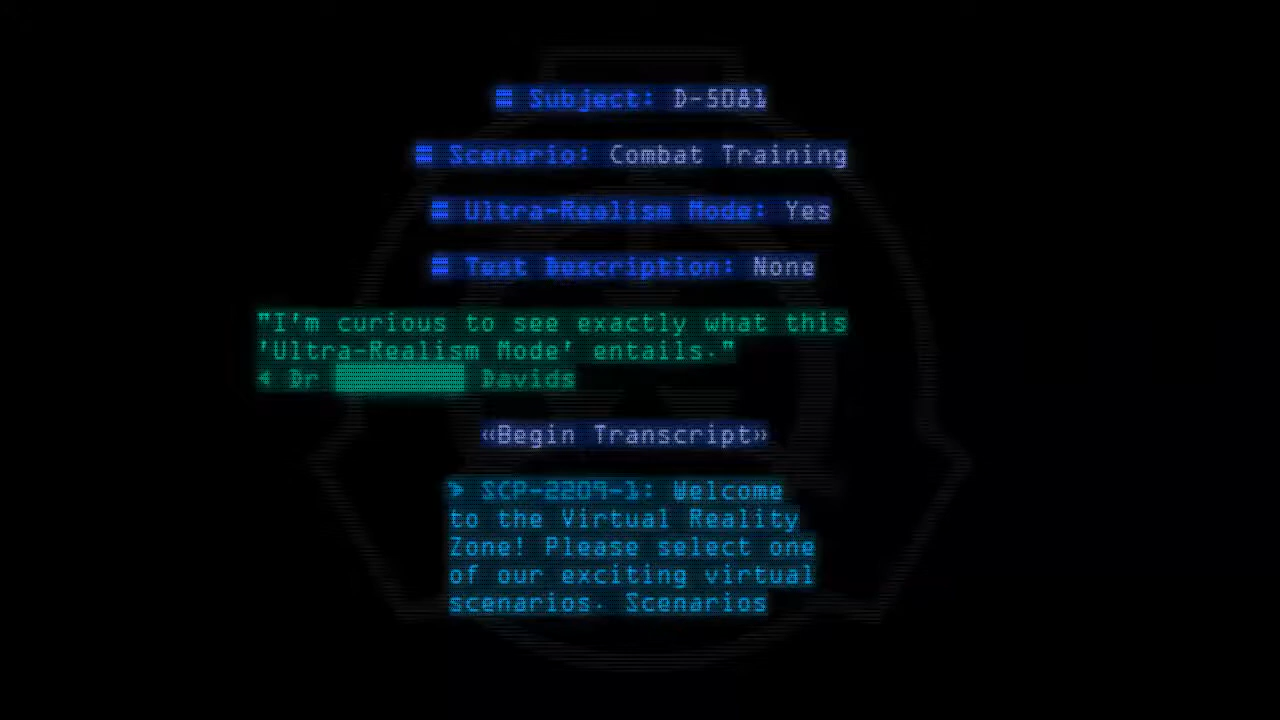 ■ Subject: D-5081
■ Scenario: Combat Training
■ Ultra-Realism Mode: Yes
■ Test Description: None
"I'm curious to see exactly what this
'Ultra-Realism Mode' entails."
< Dr ████████ Davids
«Begin Transcript»
> SCP-2209-1: Welcome
to the Virtual Reality
Zone! Please select one
of our exciting virtual
scenarios. Scenarios